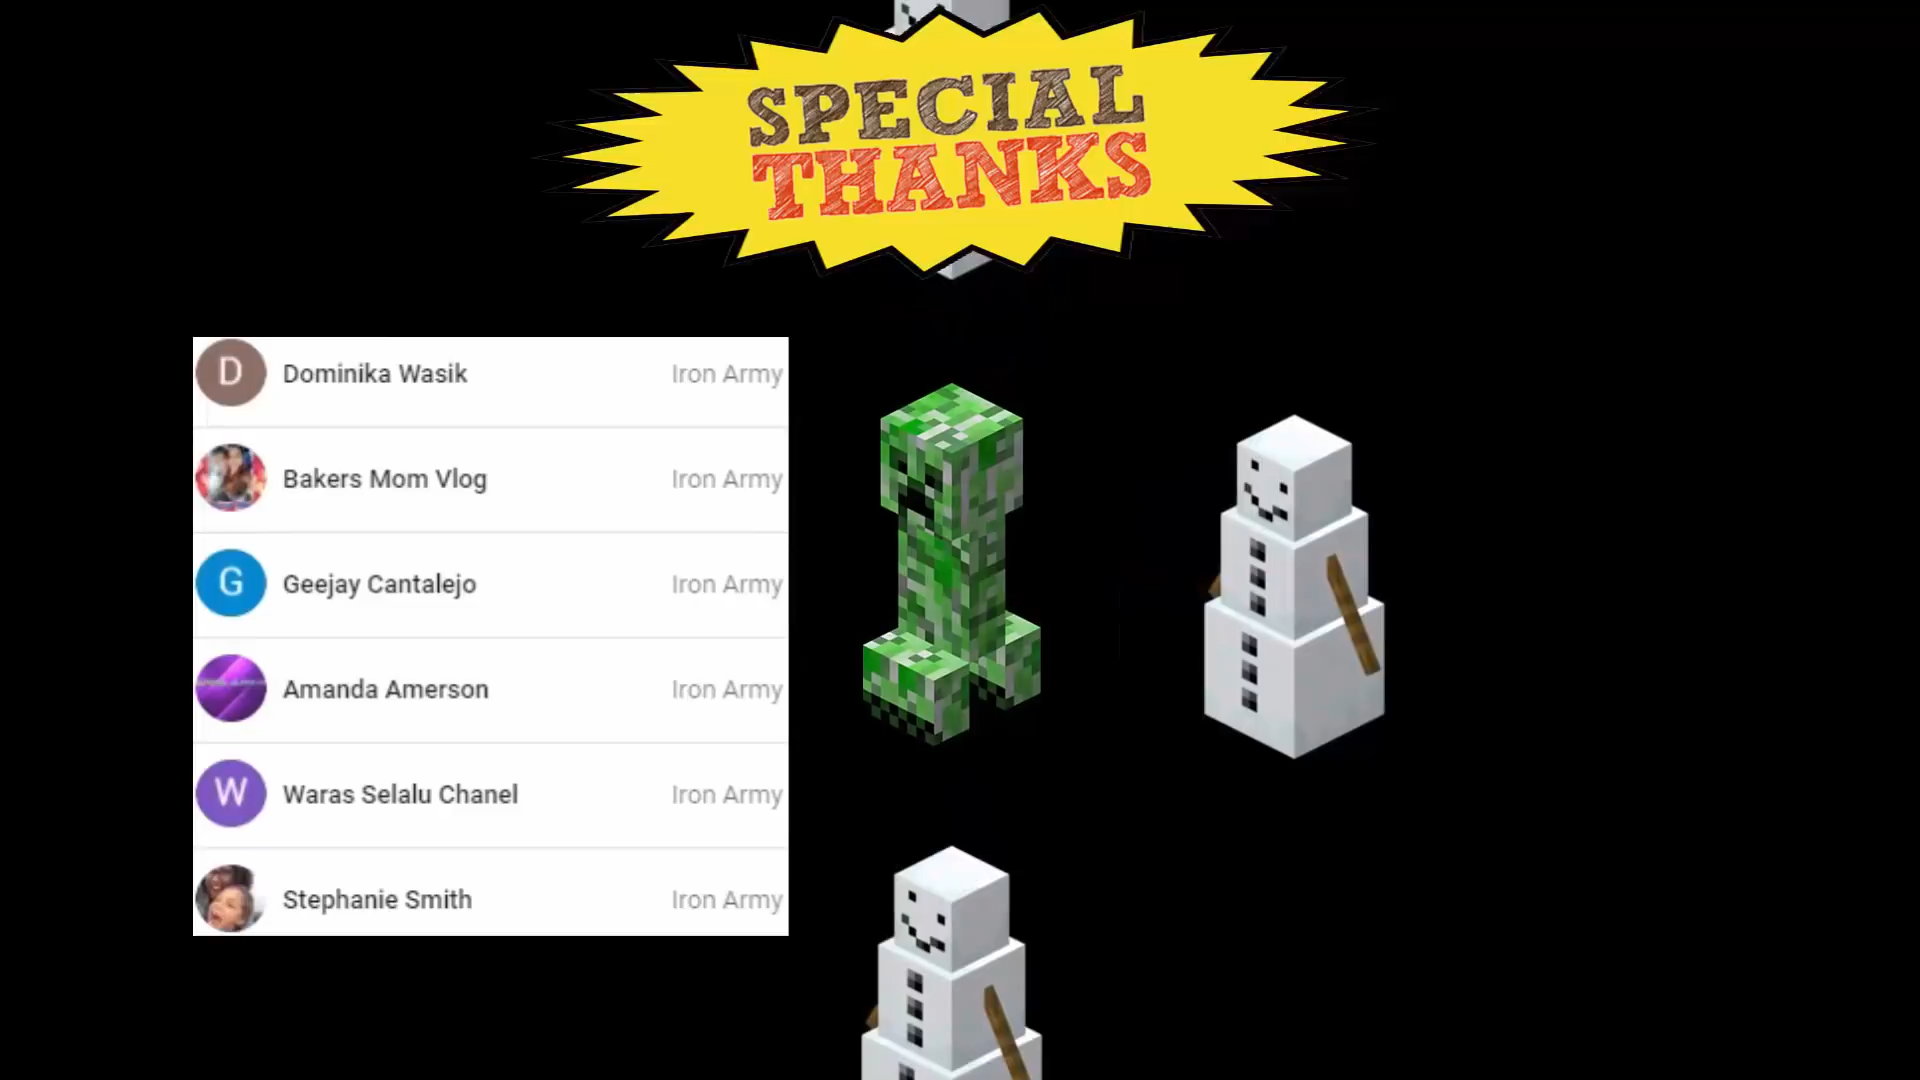 SPECIAL
THANKS
D Dominika Wasik Iron Army
Bakers Mom Vlog Iron Army
G Geejay Cantalejo Iron Army
Amanda Amerson Iron Army
W Waras Selalu Chanel Iron Army
Stephanie Smith Iron Army